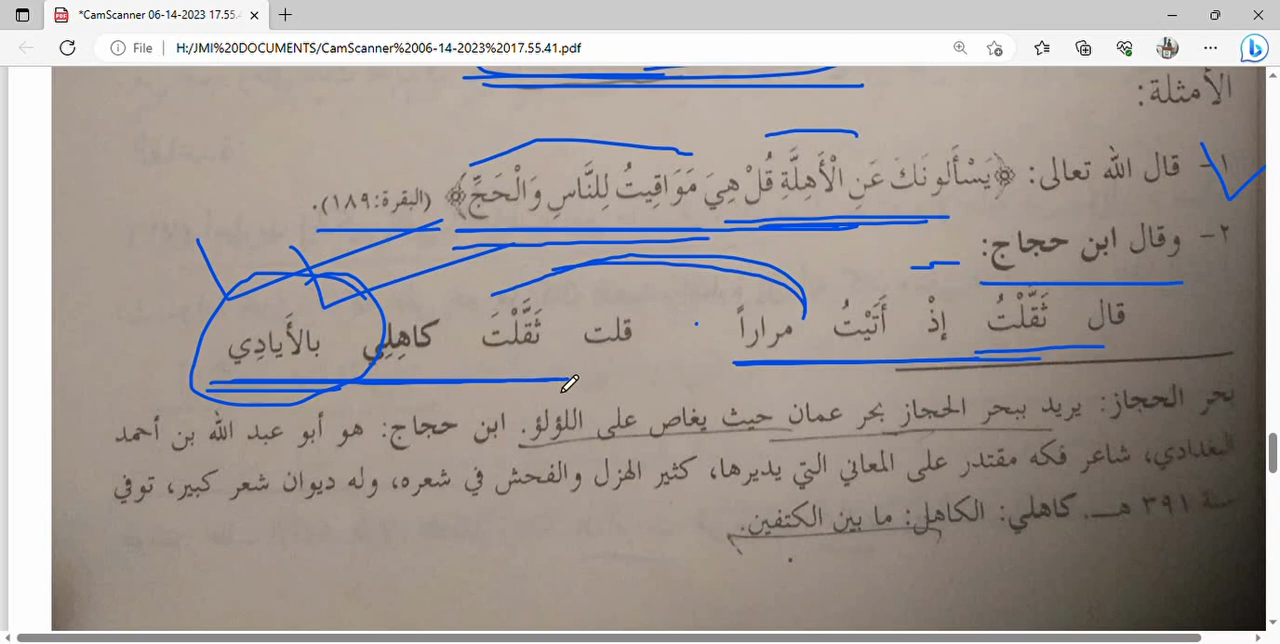 *CamScanner 06-14-2023 17.55.
File
H:/JMI%20DOCUMENTS/CamScanner%2006-14-2023%2017.55.41.pdf
الأمثلة:
١- قال الله تعالى: ﴿يَسْأَلونَكَ عَنِ الْأَهِلَّةِ قُلْ هِيَ مَوَاقِيتُ لِلنَّاسِ وَالْحَجِّ﴾ (البقرة:١٨٩).
٢- وقال ابن حجاج:
قال ثَقَّلْتُ إذْ أَتَيْتُ مراراً قلت ثَقَّلْتَ كاهِلِي بالأَيادِي
بحر الحجاز: يريد ببحر الحجاز بحر عمان حيث يغاص على اللؤلؤ. ابن حجاج: هو أبو عبد الله بن أحمد
البغدادي، شاعر فكه مقتدر على المعاني التي يديرها، كثير الهزل والفحش في شعره، وله ديوان شعر كبير، توفي
سنة ٣٩١ هـ. كاهلي: الكاهل: ما بين الكتفين.